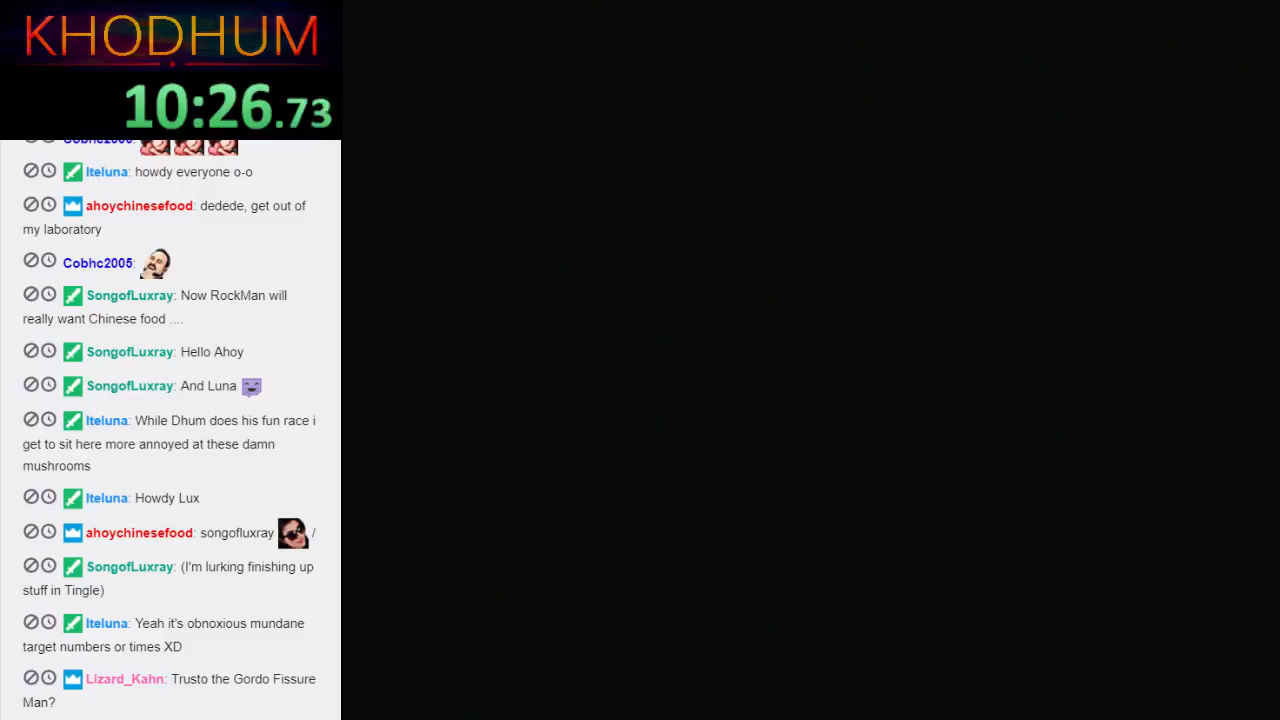 KHODHUM
10:26.73
Cobhc2005:
Iteluna: howdy everyone o-o
ahoychinesefood: dedede, get out of
my laboratory
Cobhc2005:
SongofLuxray: Now RockMan will
really want Chinese food ....
SongofLuxray: Hello Ahoy
SongofLuxray: And Luna
Iteluna: While Dhum does his fun race i
get to sit here more annoyed at these damn
mushrooms
Iteluna: Howdy Lux
ahoychinesefood: songofluxray /
SongofLuxray: (I'm lurking finishing up
stuff in Tingle)
Iteluna: Yeah it's obnoxious mundane
target numbers or times XD
Lizard_Kahn: Trusto the Gordo Fissure
Man?